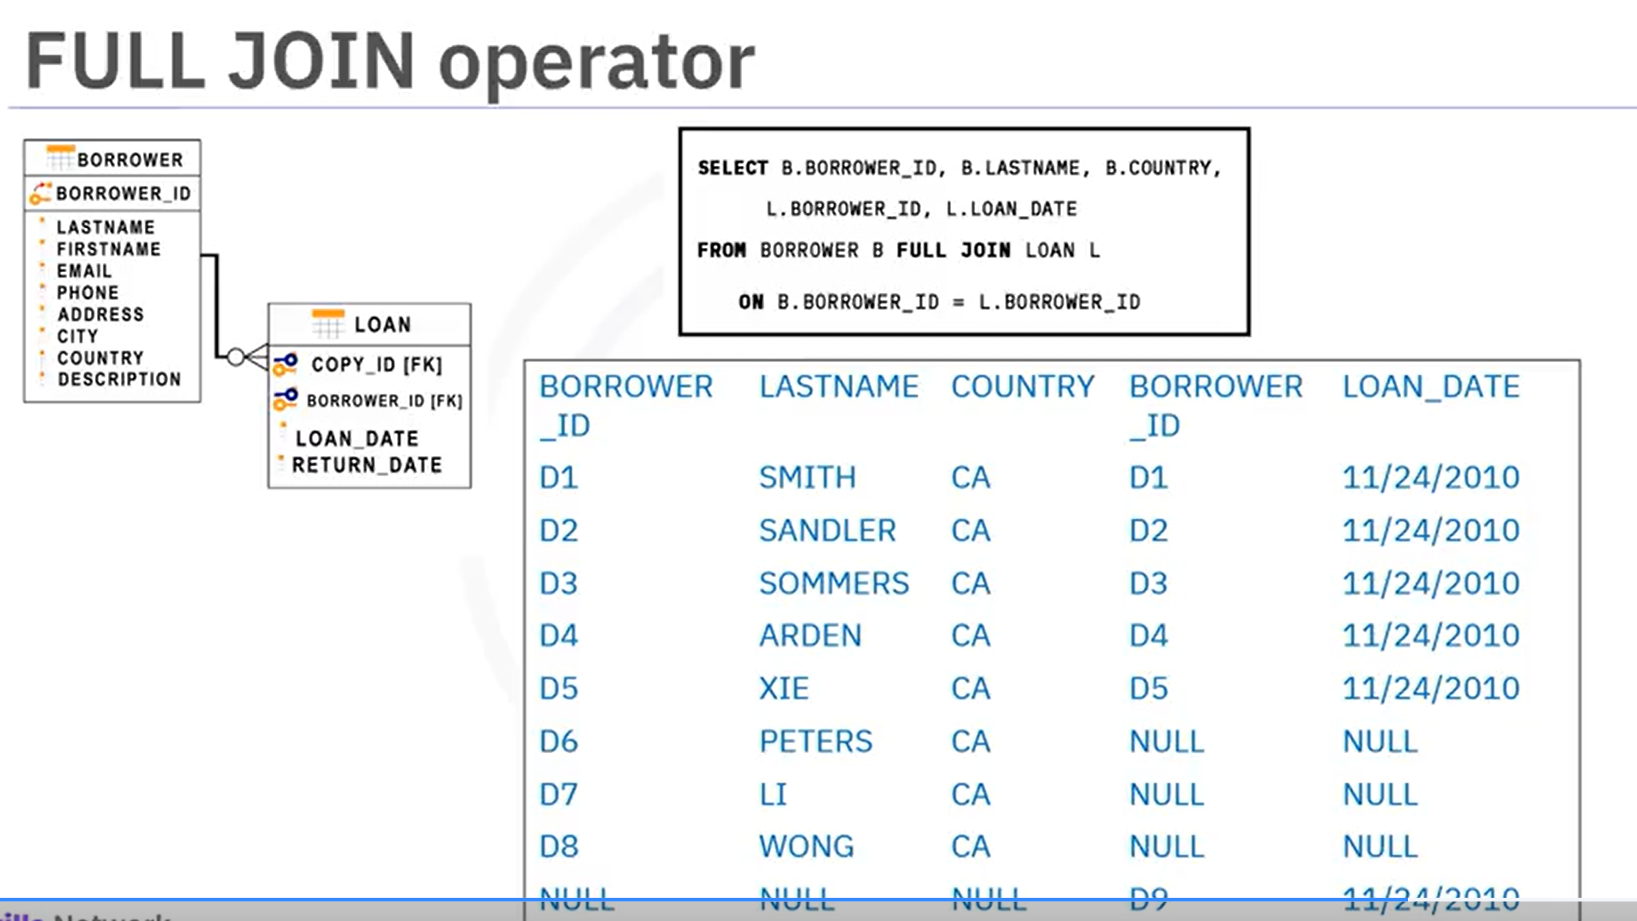 FULL JOIN operator
BORROWER
BORROWER_ID
LASTNAME
FIRSTNAME
EMAIL
PHONE
ADDRESS
CITY
COUNTRY
DESCRIPTION
LOAN
COPY_ID [FK]
BORROWER_ID [FK]
LOAN_DATE
RETURN_DATE
SELECT B.BORROWER_ID, B.LASTNAME, B.COUNTRY,
L.BORROWER_ID, L.LOAN_DATE
FROM BORROWER B FULL JOIN LOAN L
ON B.BORROWER_ID = L.BORROWER_ID
BORROWER LASTNAME COUNTRY BORROWER LOAN_DATE
_ID _ID
D1 SMITH CA D1 11/24/2010
D2 SANDLER CA D2 11/24/2010
D3 SOMMERS CA D3 11/24/2010
D4 ARDEN CA D4 11/24/2010
D5 XIE CA D5 11/24/2010
D6 PETERS CA NULL NULL
D7 LI CA NULL NULL
D8 WONG CA NULL NULL
NULL NULL NULL D9 11/24/2010
Network